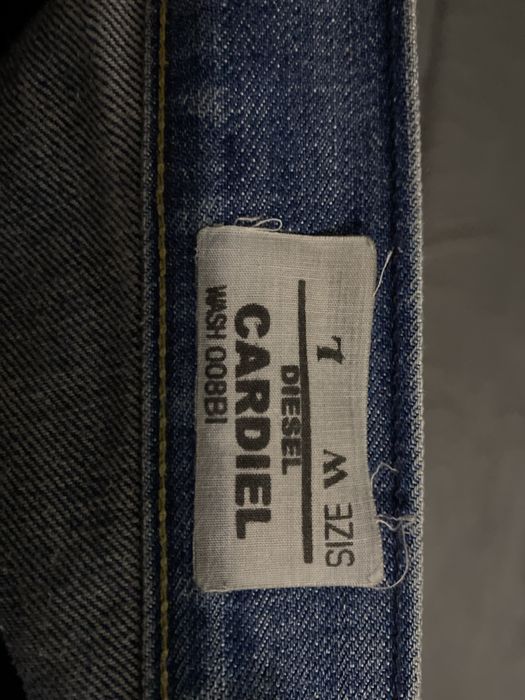 DIESEL
CARDIEL
WASH 008BI
SIZE W L